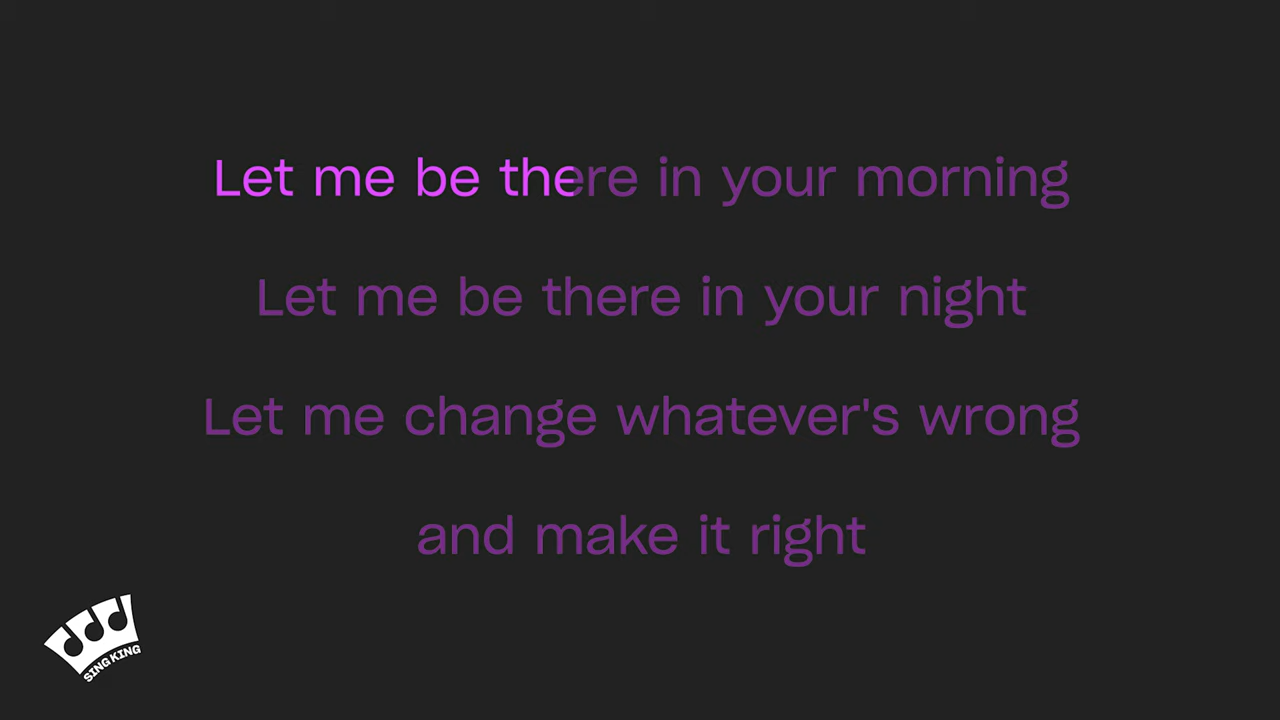 Let me be there in your morning
Let me be there in your night
Let me change whatever's wrong
and make it right
SING KING